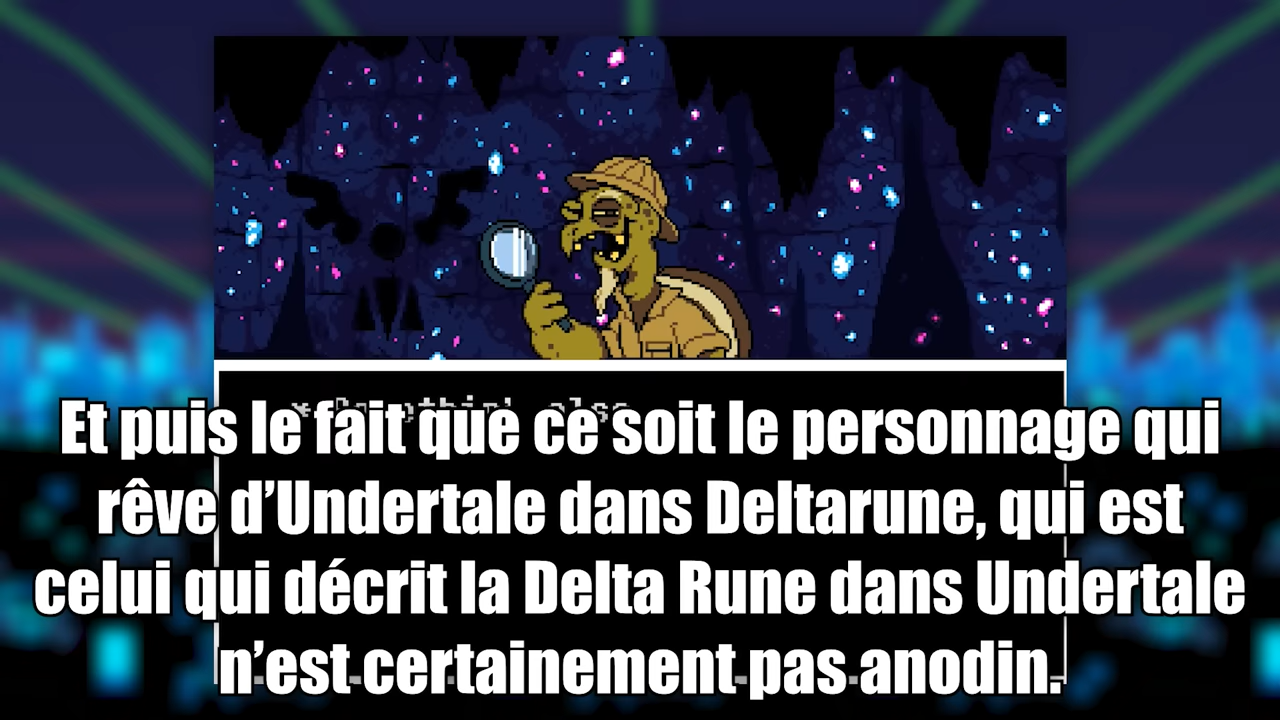 Et puis le fait que ce soit le personnage qui
rêve d’Undertale dans Deltarune, qui est
celui qui décrit la Delta Rune dans Undertale
n’est certainement pas anodin.